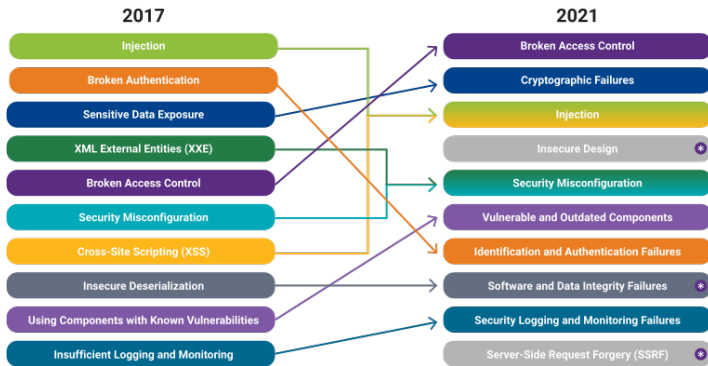 2017
2021
Injection
Broken Access Control
Broken Authentication
Cryptographic Failures
Sensitive Data Exposure
Injection
XML External Entities (XXE)
Insecure Design *
Broken Access Control
Security Misconfiguration
Security Misconfiguration
Vulnerable and Outdated Components
Cross-Site Scripting (XSS)
Identification and Authentication Failures
Insecure Deserialization
Software and Data Integrity Failures *
Using Components with Known Vulnerabilities
Security Logging and Monitoring Failures
Insufficient Logging and Monitoring
Server-Side Request Forgery (SSRF) *